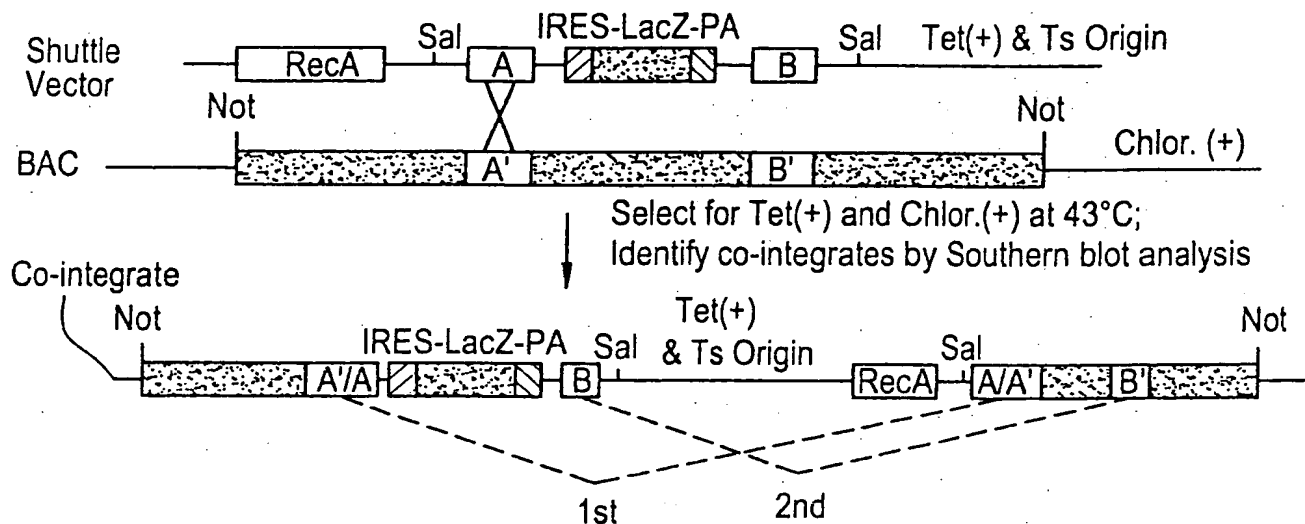 IRES-LacZ-PA
Shuttle Vector
RecA
Sal
A
B
Sal
Tet(+) & Ts Origin
Not
Not
BAC
A'
B'
Chlor. (+)
Select for Tet(+) and Chlor.(+) at 43°C;
Identify co-integrates by Southern blot analysis
Co-integrate
Not
IRES-LacZ-PA
Tet(+)
& Ts Origin
Not
Sal
Sal
A'/A
B
RecA
A/A'
B'
1st
2nd